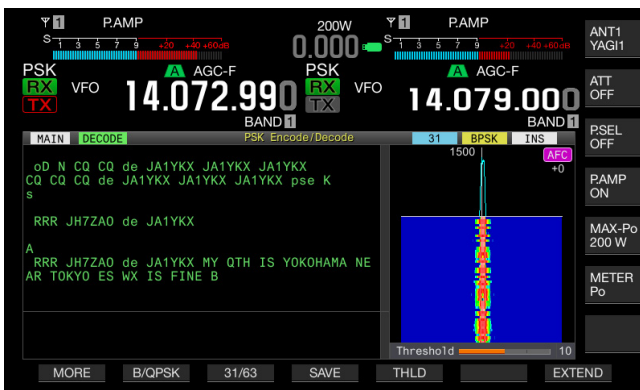 1 P.AMP 200W 1 P.AMP
S 1 3 5 7 9 +20 +40 +60dB 0.000 S 1 3 5 7 9 +20 +40 +60dB
PSK A AGC-F PSK A AGC-F
RX VFO 14.072.990 RX VFO 14.079.000
TX TX
BAND 1 BAND 1
MAIN DECODE PSK Encode/Decode 31 BPSK INS
1500 AFC
+0
oD N CQ CQ de JA1YKX JA1YKX JA1YKX
CQ CQ CQ de JA1YKX JA1YKX JA1YKX pse K
s
RRR JH7ZAO de JA1YKX
A
RRR JH7ZAO de JA1YKX MY QTH IS YOKOHAMA NE
AR TOKYO ES WX IS FINE B
Threshold 10
ANT1
YAGI1
ATT
OFF
P.SEL
OFF
P.AMP
ON
MAX-Po
200 W
METER
Po
MORE B/QPSK 31/63 SAVE THLD EXTEND